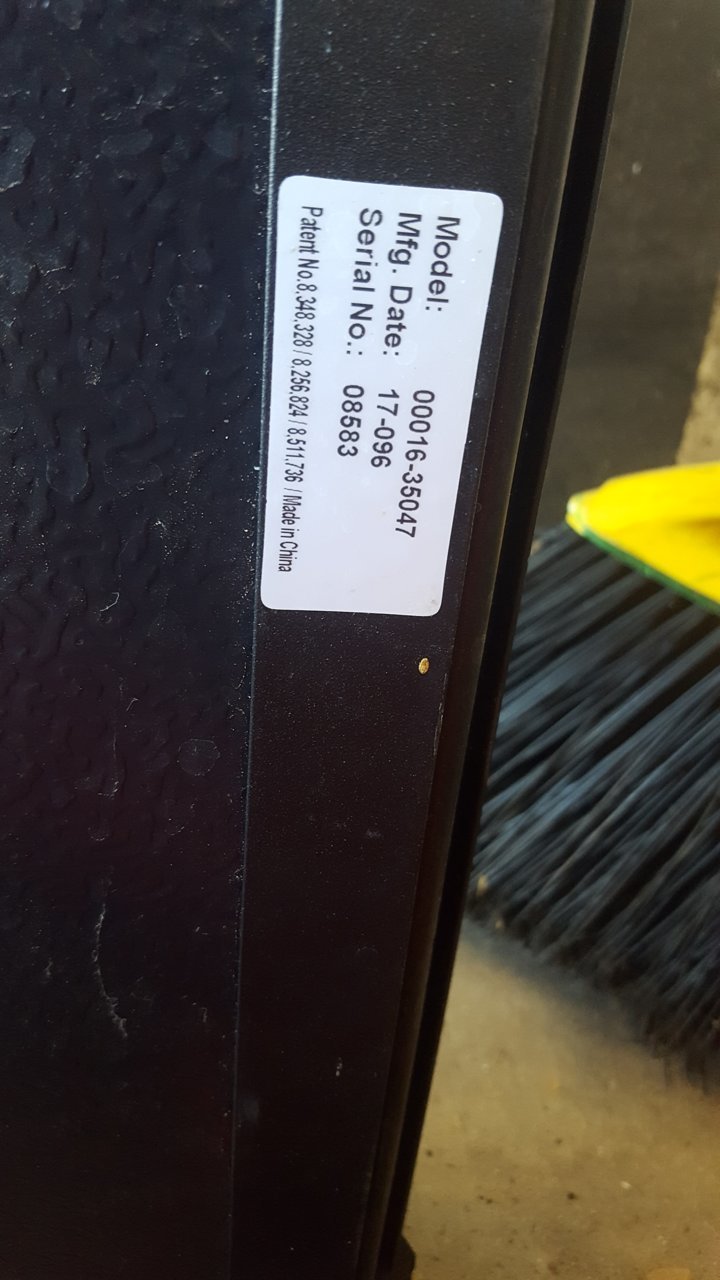 Model: 00016-35047
Mfg. Date: 17-096
Serial No.: 08583
Patent No.8,348,328 / 8,256,824 / 8,511,736 / Made in China